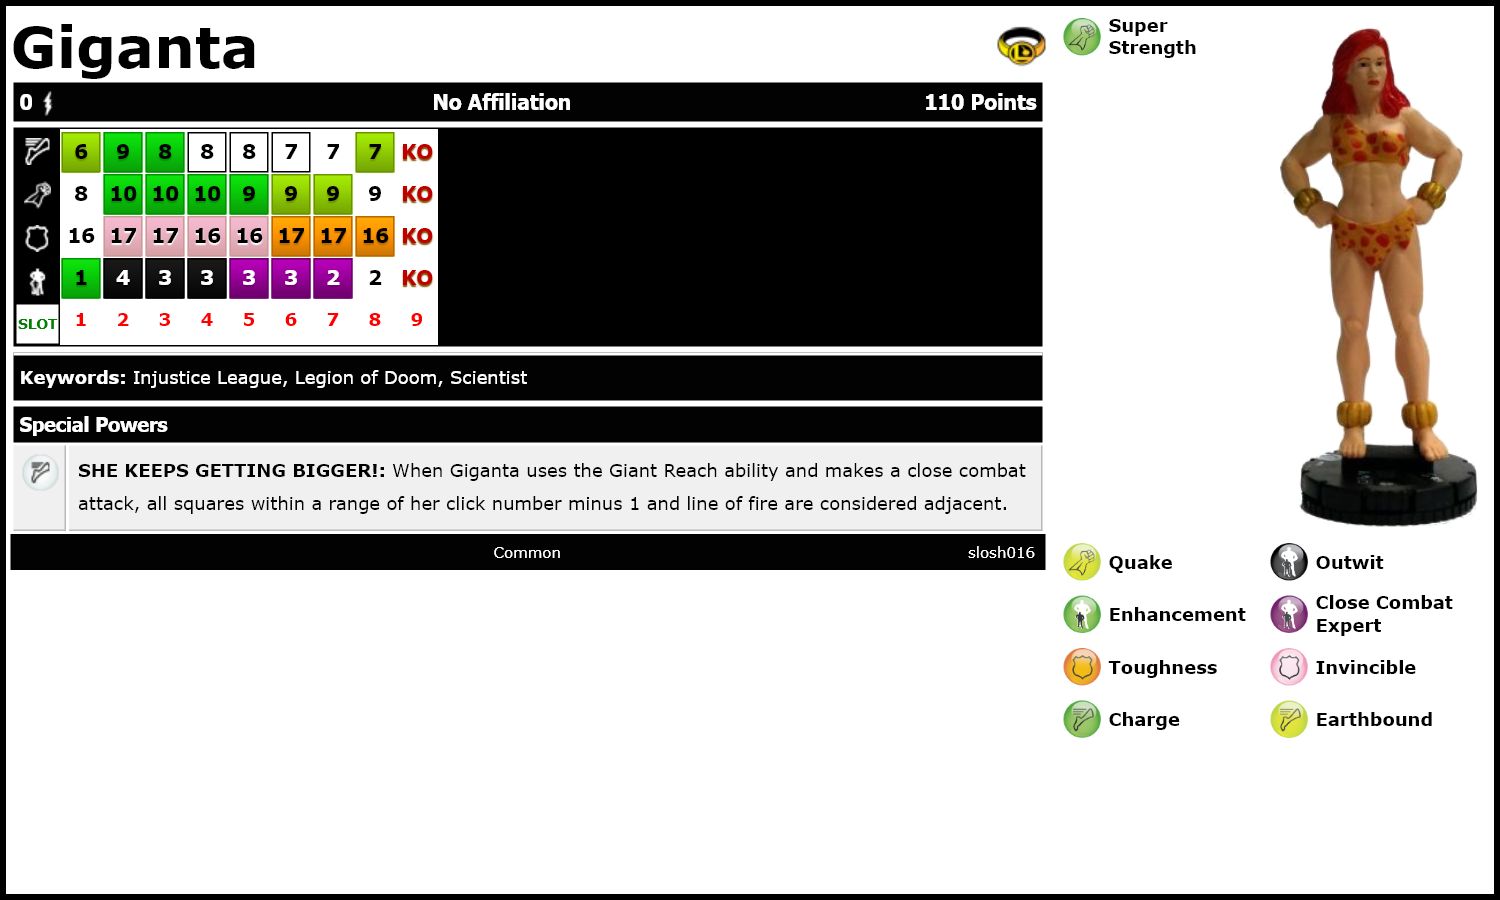 Giganta
0 No Affiliation 110 Points
6 9 8 8 8 7 7 7 KO
8 10 10 10 9 9 9 9 KO
16 17 17 16 16 17 17 16 KO
1 4 3 3 3 3 2 2 KO
SLOT 1 2 3 4 5 6 7 8 9
Keywords: Injustice League, Legion of Doom, Scientist
Special Powers
SHE KEEPS GETTING BIGGER!: When Giganta uses the Giant Reach ability and makes a close combat
attack, all squares within a range of her click number minus 1 and line of fire are considered adjacent.
Common slosh016
Super
Strength
Quake
Outwit
Enhancement
Close Combat
Expert
Toughness
Invincible
Charge
Earthbound